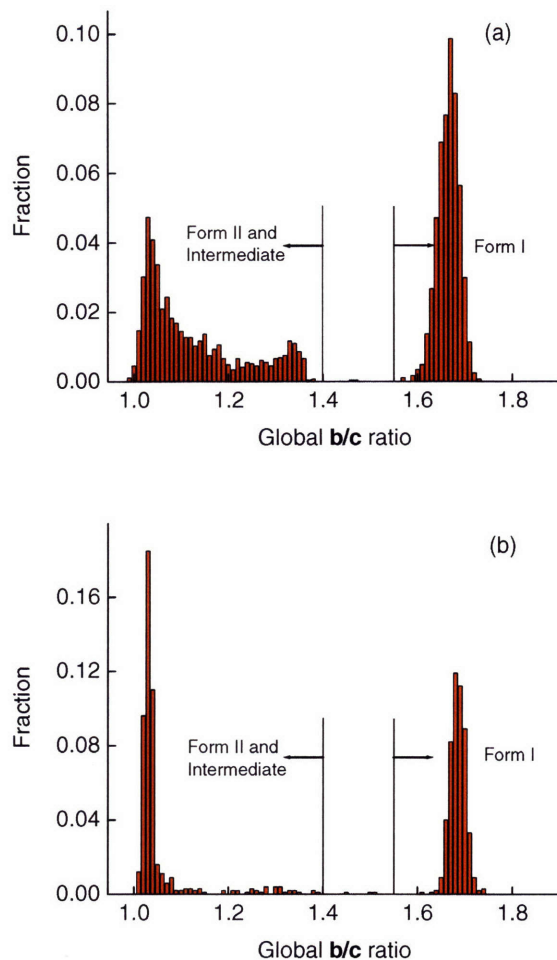 (a)
0.10
0.08
0.06
0.04
0.02
0.00
Fraction
Form II and
Intermediate
Form I
1.0 1.2 1.4 1.6 1.8
Global b/c ratio
(b)
0.16
0.12
0.08
0.04
0.00
Fraction
Form II and
Intermediate
Form I
1.0 1.2 1.4 1.6 1.8
Global b/c ratio